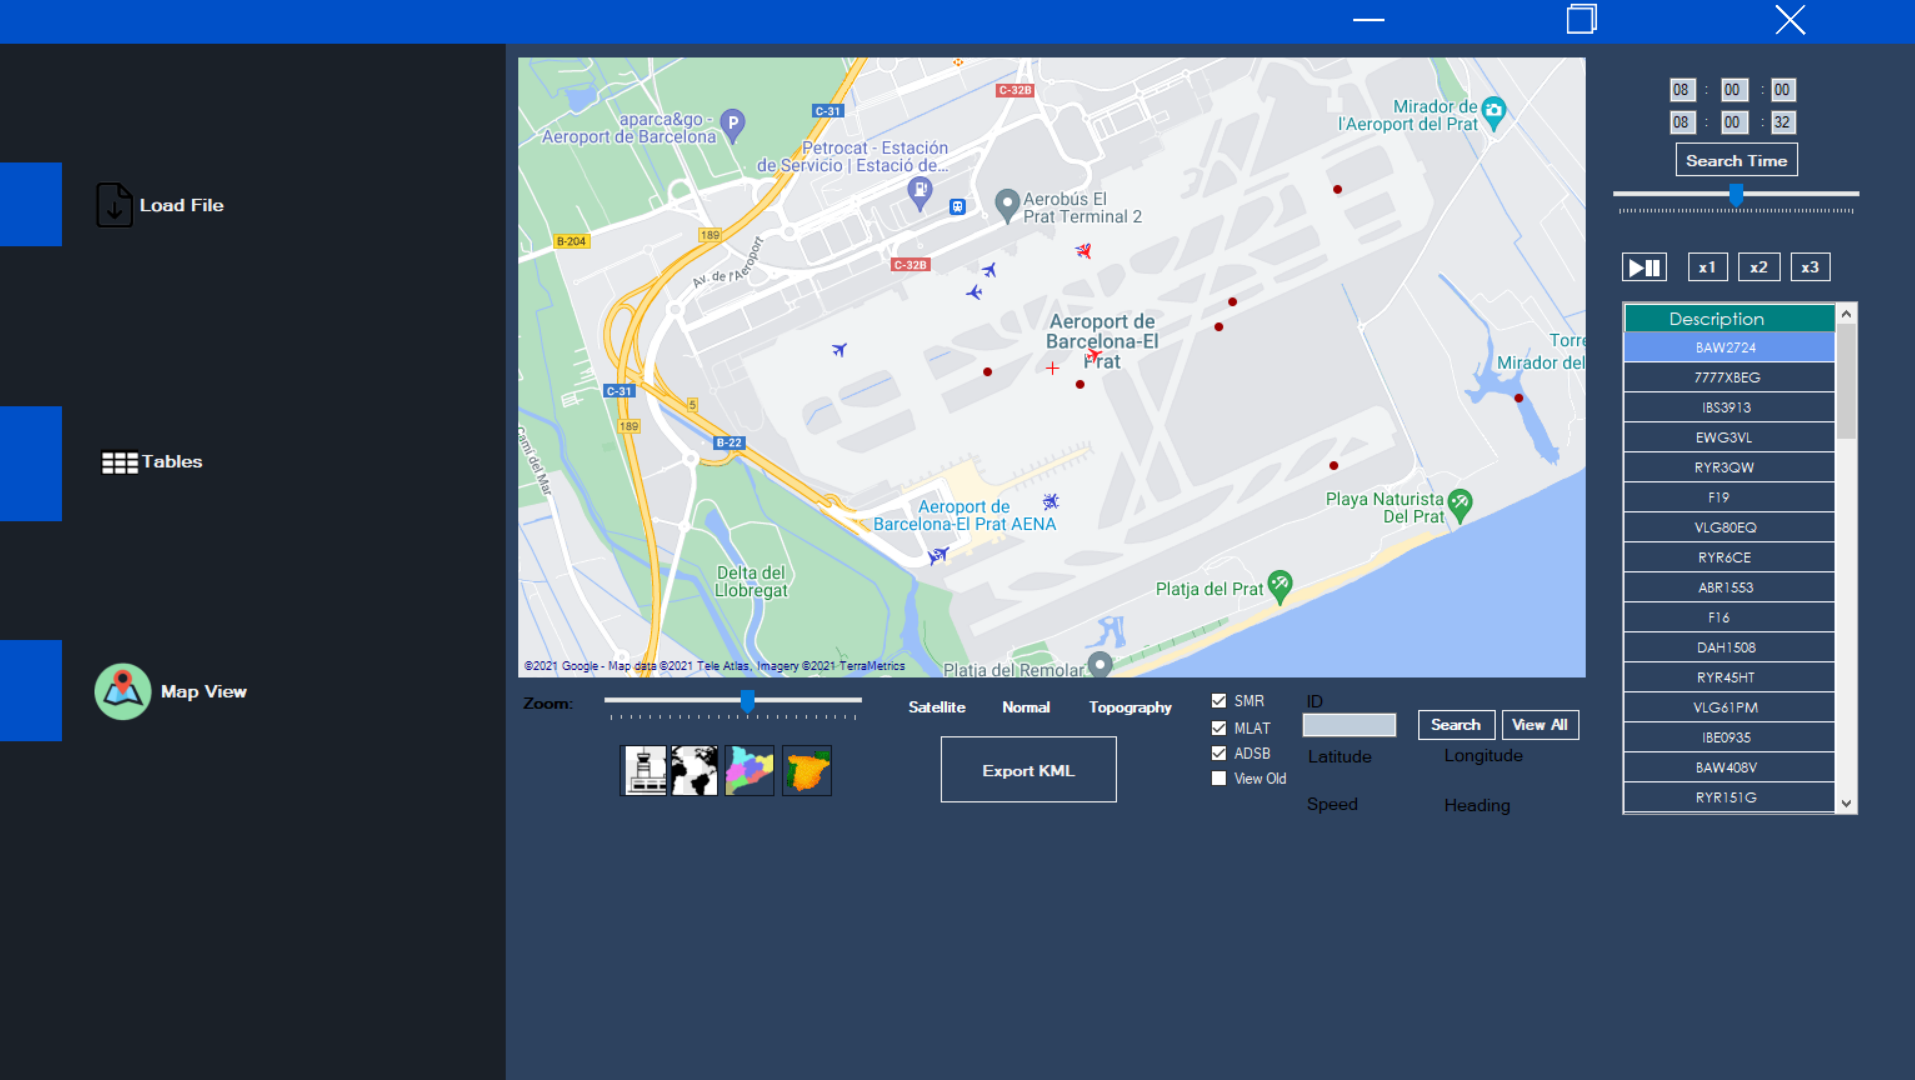 08 : 00 : 00
08 : 00 : 32
Search Time
x1 x2 x3
Load File
Tables
Map View
C-32B
C-31
aparca&go -
Aeroport de Barcelona
P
Petrocat - Estación
de Servicio | Estació de...
Mirador de
l'Aeroport del Prat
Aerobús El
Prat Terminal 2
B-204
189
Av. de l'Aeroport
C-32B
Aeroport de
Barcelona-El
Prat
Torre
Mirador del
C-31
5
189
B-22
Camí del Mar
Aeroport de
Barcelona-El Prat AENA
Playa Naturista
Del Prat
Delta del
Llobregat
Platja del Prat
Platja del Remolar
©2021 Google - Map data ©2021 Tele Atlas, Imagery ©2021 TerraMetrics
Description
BAW2724
7777XBEG
IBS3913
EWG3VL
RYR3QW
F19
VLG80EQ
RYR6CE
ABR1553
F16
DAH1508
RYR45HT
VLG61PM
IBE0935
BAW408V
RYR151G
Zoom:
Satellite Normal Topography
Export KML
SMR
MLAT
ADSB
View Old
ID
Search View All
Latitude Longitude
Speed Heading